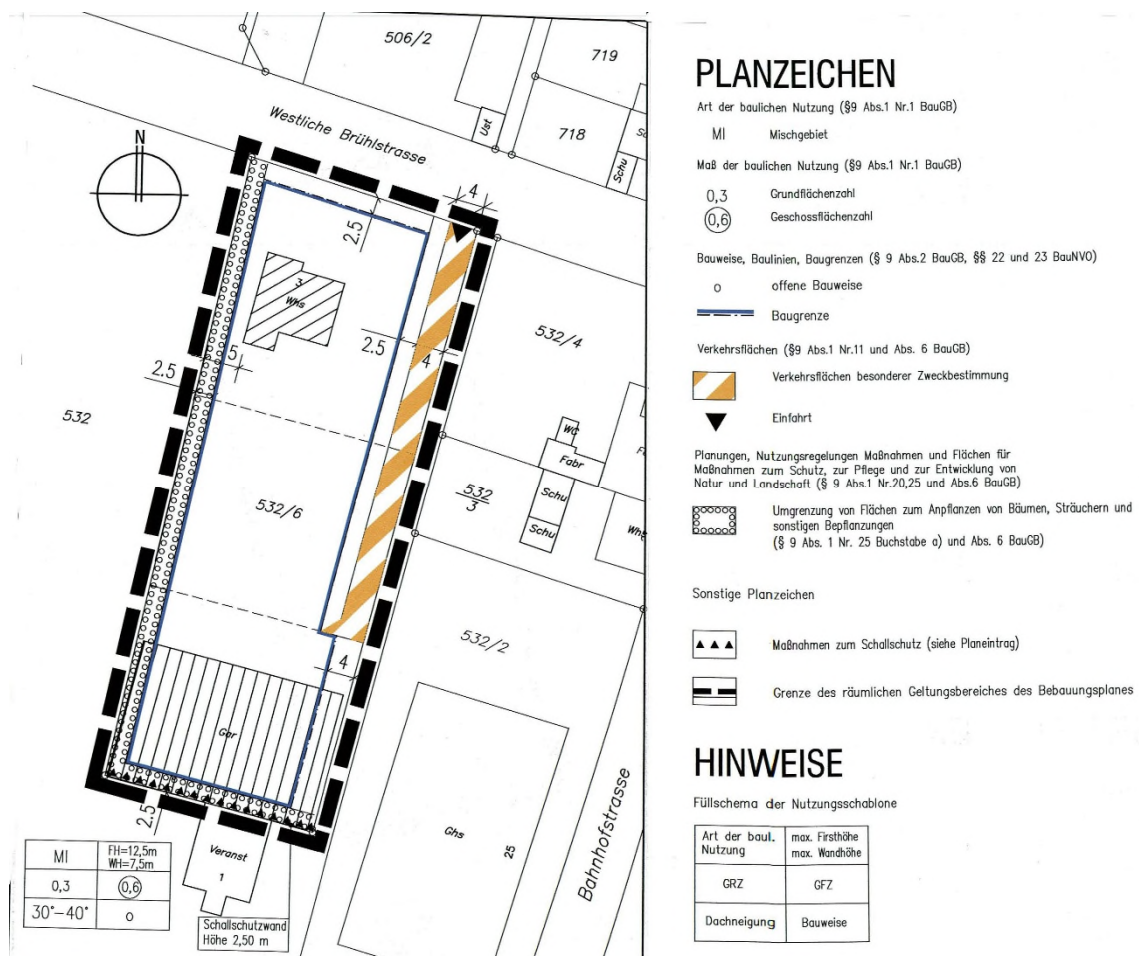 506/2
719
718
Ust
Schu
Westliche Brühlstrasse
N
4
2.5
3
Whs
532/4
2.5
4
5
2.5
532
WC
Fabr
532/6
532
3
Schu
Schu
532/2
4
Gar
2.5
Ghs
25
Bahnhofstrasse
Veranst
1
Schallschutzwand
Höhe 2,50 m
MI
FH=12,5m
WH=7,5m
0,3
0,6
30°-40°
o
PLANZEICHEN
Art der baulichen Nutzung (§9 Abs.1 Nr.1 BauGB)
MI Mischgebiet
Maß der baulichen Nutzung (§9 Abs.1 Nr.1 BauGB)
0,3 Grundflächenzahl
0,6 Geschossflächenzahl
Bauweise, Baulinien, Baugrenzen (§ 9 Abs.2 BauGB, §§ 22 und 23 BauNVO)
o offene Bauweise
Baugrenze
Verkehrsflächen (§9 Abs.1 Nr.11 und Abs. 6 BauGB)
Verkehrsflächen besonderer Zweckbestimmung
Einfahrt
Planungen, Nutzungsregelungen Maßnahmen und Flächen für
Maßnahmen zum Schutz, zur Pflege und zur Entwicklung von
Natur und Landschaft (§ 9 Abs.1 Nr.20,25 und Abs.6 BauGB)
Umgrenzung von Flächen zum Anpflanzen von Bäumen, Sträuchern und
sonstigen Bepflanzungen
(§ 9 Abs. 1 Nr. 25 Buchstabe a) und Abs. 6 BauGB)
Sonstige Planzeichen
Maßnahmen zum Schallschutz (siehe Planeintrag)
Grenze des räumlichen Geltungsbereiches des Bebauungsplanes
HINWEISE
Füllschema der Nutzungsschablone
Art der baul.
Nutzung
max. Firsthöhe
max. Wandhöhe
GRZ
GFZ
Dachneigung
Bauweise